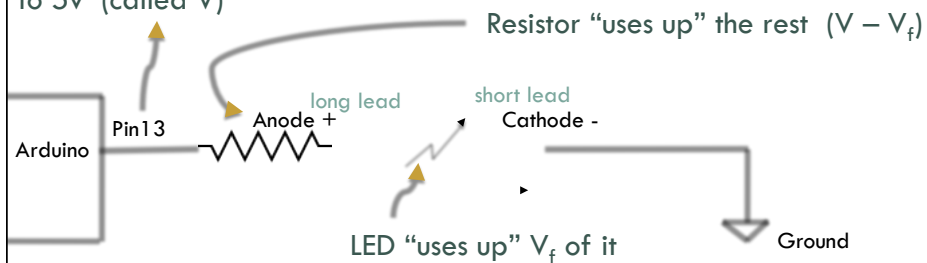 to 5V (called V)
Resistor “uses up” the rest (V – Vf)
long lead
short lead
Anode +
Cathode -
Pin13
Arduino
LED “uses up” Vf of it
Ground